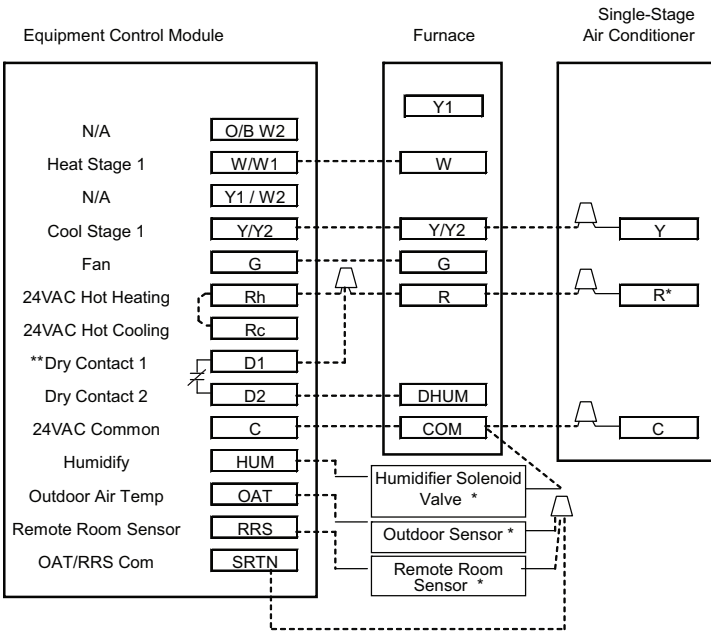 Equipment Control Module
Furnace
Single-Stage
Air Conditioner
Y1
N/A O/B W2
Heat Stage 1 W/W1 W
N/A Y1 / W2
Cool Stage 1 Y/Y2 Y/Y2 Y
Fan G G
24VAC Hot Heating Rh R R*
24VAC Hot Cooling Rc
**Dry Contact 1 D1
Dry Contact 2 D2 DHUM
24VAC Common C COM C
Humidify HUM
Humidifier Solenoid
Valve *
Outdoor Air Temp OAT
Outdoor Sensor *
Remote Room Sensor RRS
Remote Room
Sensor *
OAT/RRS Com SRTN